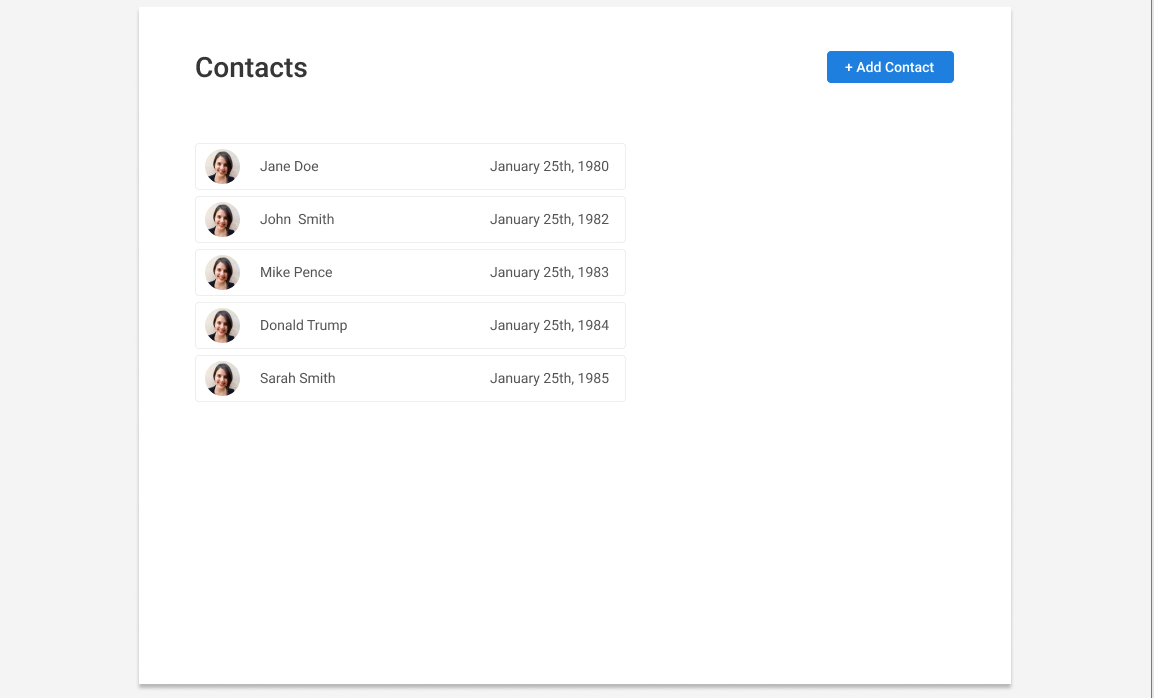 Contacts
+ Add Contact
Jane Doe January 25th, 1980
John  Smith January 25th, 1982
Mike Pence January 25th, 1983
Donald Trump January 25th, 1984
Sarah Smith January 25th, 1985